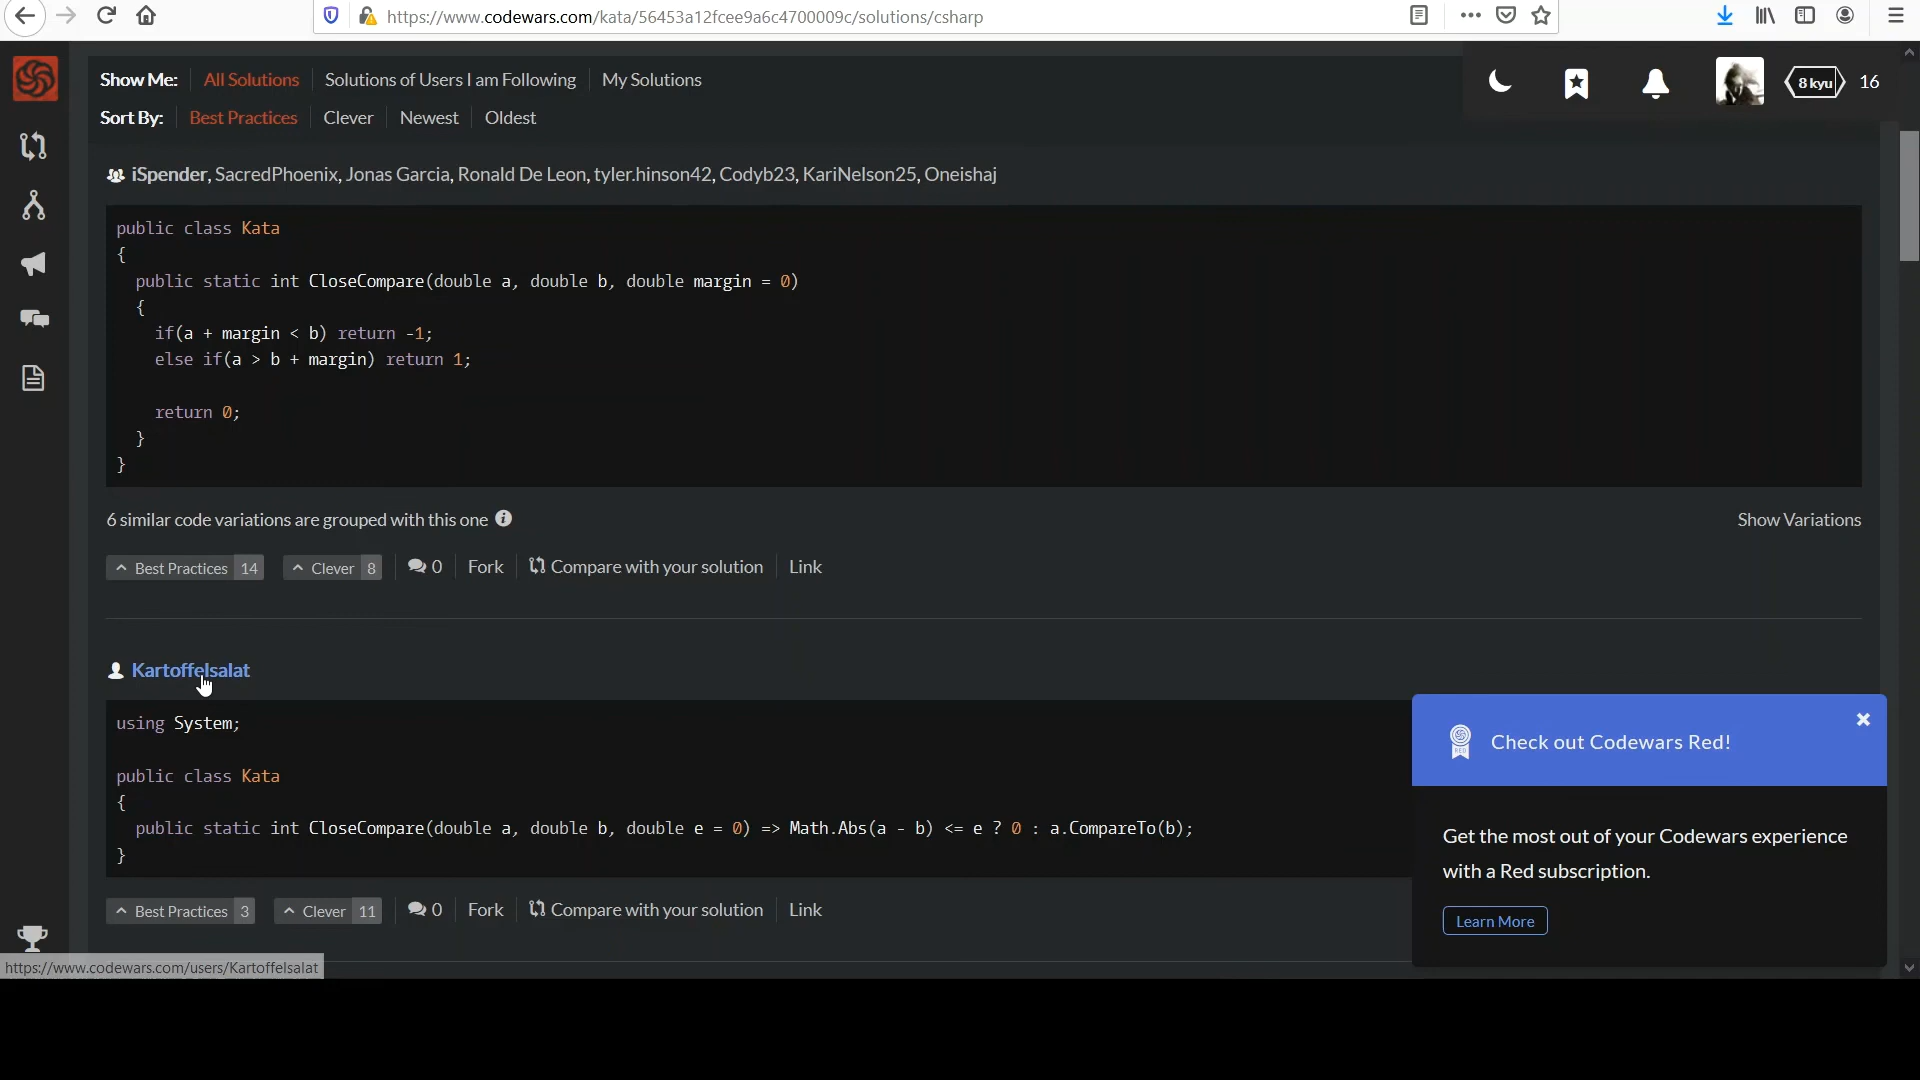 https://www.codewars.com/kata/56453a12fcee9a6c4700009c/solutions/csharp
Show Me: All Solutions Solutions of Users I am Following My Solutions
8 kyu 16
Sort By: Best Practices Clever Newest Oldest
iSpender, SacredPhoenix, Jonas Garcia, Ronald De Leon, tyler.hinson42, Codyb23, KariNelson25, Oneishaj
public class Kata
{
public static int CloseCompare(double a, double b, double margin = 0)
{
if(a + margin < b) return -1;
else if(a > b + margin) return 1;
return 0;
}
}
6 similar code variations are grouped with this one
Show Variations
Best Practices 14 Clever 8 0 Fork Compare with your solution Link
Kartoffelsalat
using System;
public class Kata
{
public static int CloseCompare(double a, double b, double e = 0) => Math.Abs(a - b) <= e ? 0 : a.CompareTo(b);
}
Best Practices 3 Clever 11 0 Fork Compare with your solution Link
RED
Check out Codewars Red!
Get the most out of your Codewars experience
with a Red subscription.
Learn More
https://www.codewars.com/users/Kartoffelsalat